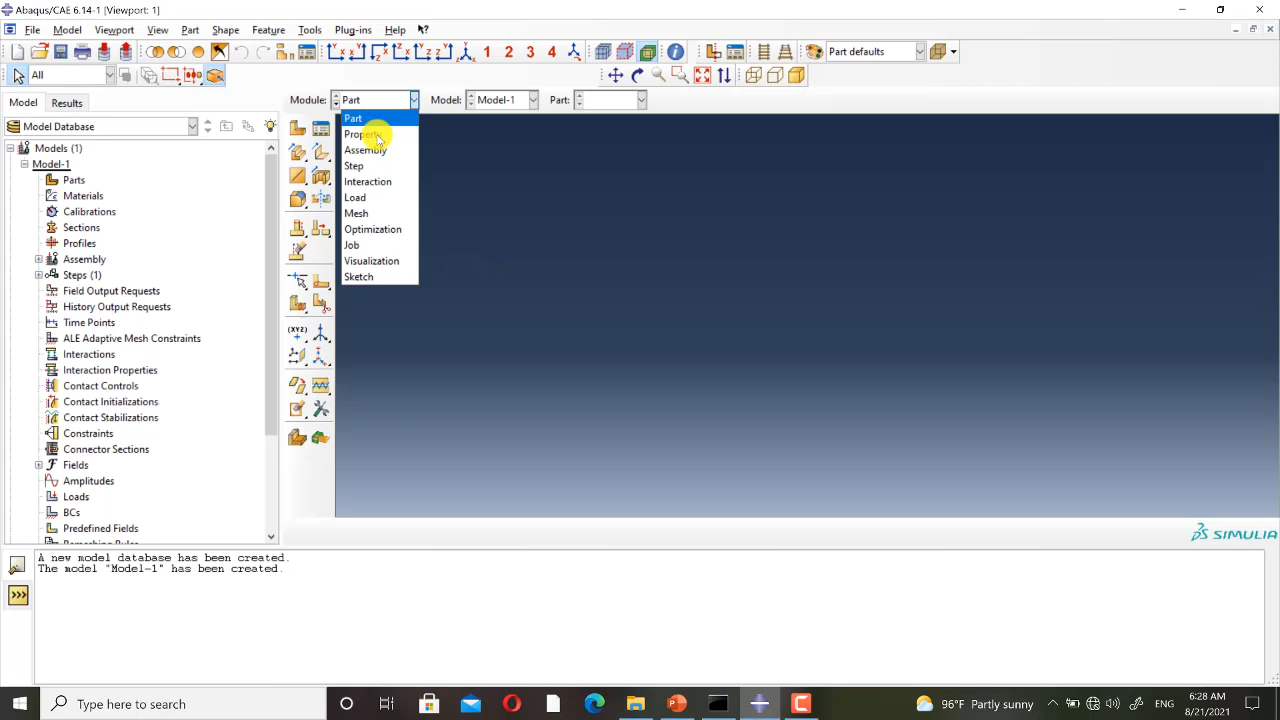 Abaqus/CAE 6.14-1 [Viewport: 1]
File Model Viewport View Part Shape Feature Tools Plug-ins Help
1 2 3 4 Part defaults
All
Model Results Module: Part Model: Model-1 Part:
Model Database
Part
Property
Assembly
Step
Interaction
Load
Mesh
Optimization
Job
Visualization
Sketch
Models (1)
Model-1
Parts
Materials
Calibrations
Sections
Profiles
Assembly
Steps (1)
Field Output Requests
History Output Requests
Time Points
ALE Adaptive Mesh Constraints
Interactions
Interaction Properties
Contact Controls
Contact Initializations
Contact Stabilizations
Constraints
Connector Sections
Fields
Amplitudes
Loads
BCs
Predefined Fields
Remeshing Rules
(XYZ)
SIMULIA
A new model database has been created.
The model "Model-1" has been created.
>>>
Type here to search
96°F Partly sunny
ENG
6:28 AM
8/21/2021